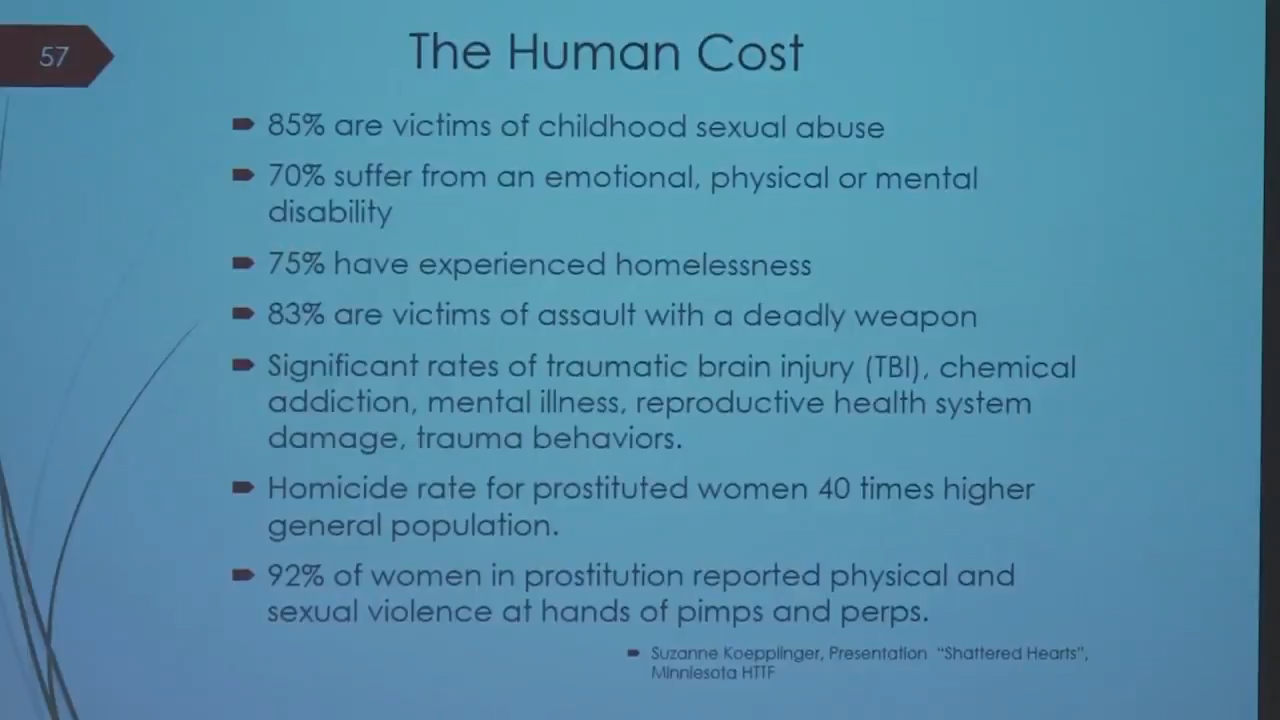 57
The Human Cost
85% are victims of childhood sexual abuse
70% suffer from an emotional, physical or mental
disability
75% have experienced homelessness
83% are victims of assault with a deadly weapon
Significant rates of traumatic brain injury (TBI), chemical
addiction, mental illness, reproductive health system
damage, trauma behaviors.
Homicide rate for prostituted women 40 times higher
general population.
92% of women in prostitution reported physical and
sexual violence at hands of pimps and perps.
Suzanne Koepplinger, Presentation "Shattered Hearts",
Minniesota HTTF